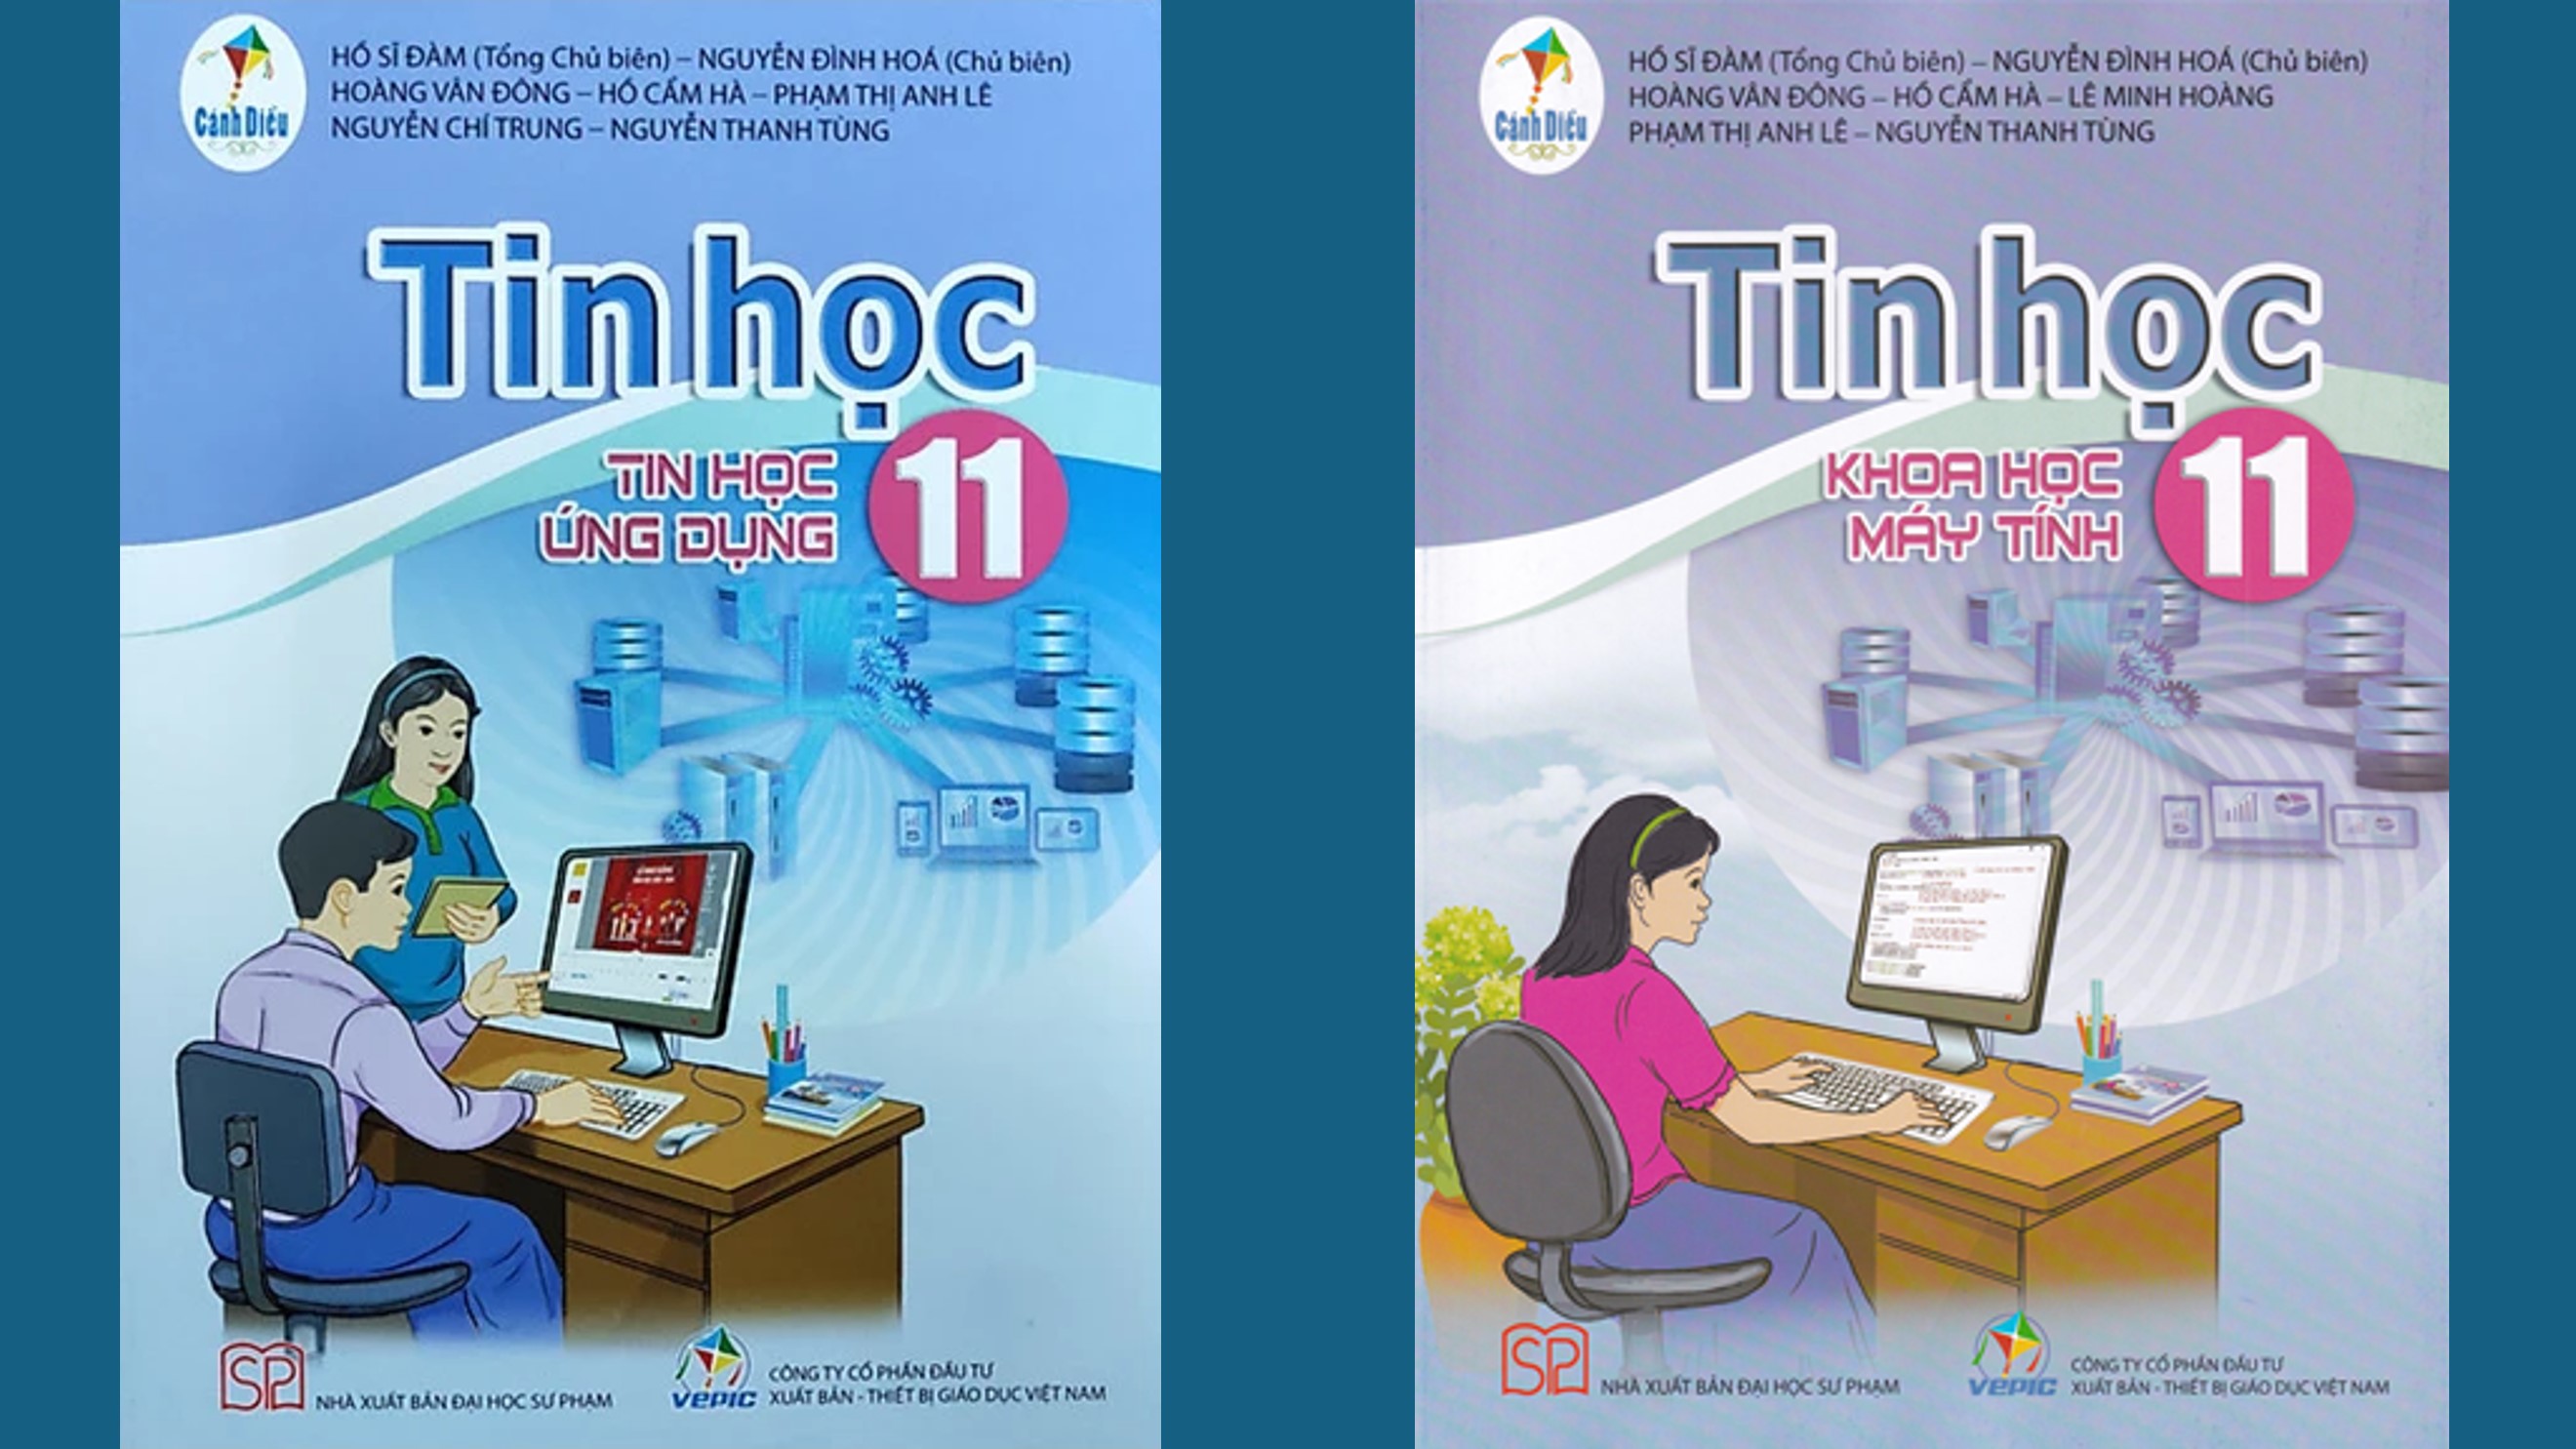 HỒ SĨ ĐÀM (Tổng Chủ biên) – NGUYỄN ĐÌNH HOÁ (Chủ biên)
HOÀNG VÂN ĐÔNG – HỒ CẨM HÀ – PHẠM THỊ ANH LÊ
NGUYỄN CHÍ TRUNG – NGUYỄN THANH TÙNG
Cánh Diều
Tin học
11
TIN HỌC
ỨNG DỤNG
SP
NHÀ XUẤT BẢN ĐẠI HỌC SƯ PHẠM
VEPIC
CÔNG TY CỔ PHẦN ĐẦU TƯ
XUẤT BẢN - THIẾT BỊ GIÁO DỤC VIỆT NAM
HỒ SĨ ĐÀM (Tổng Chủ biên) – NGUYỄN ĐÌNH HOÁ (Chủ biên)
HOÀNG VÂN ĐÔNG – HỒ CẨM HÀ – LÊ MINH HOÀNG
PHẠM THỊ ANH LÊ – NGUYỄN THANH TÙNG
Cánh Diều
Tin học
11
KHOA HỌC
MÁY TÍNH
SP
NHÀ XUẤT BẢN ĐẠI HỌC SƯ PHẠM
VEPIC
CÔNG TY CỔ PHẦN ĐẦU TƯ
XUẤT BẢN - THIẾT BỊ GIÁO DỤC VIỆT NAM